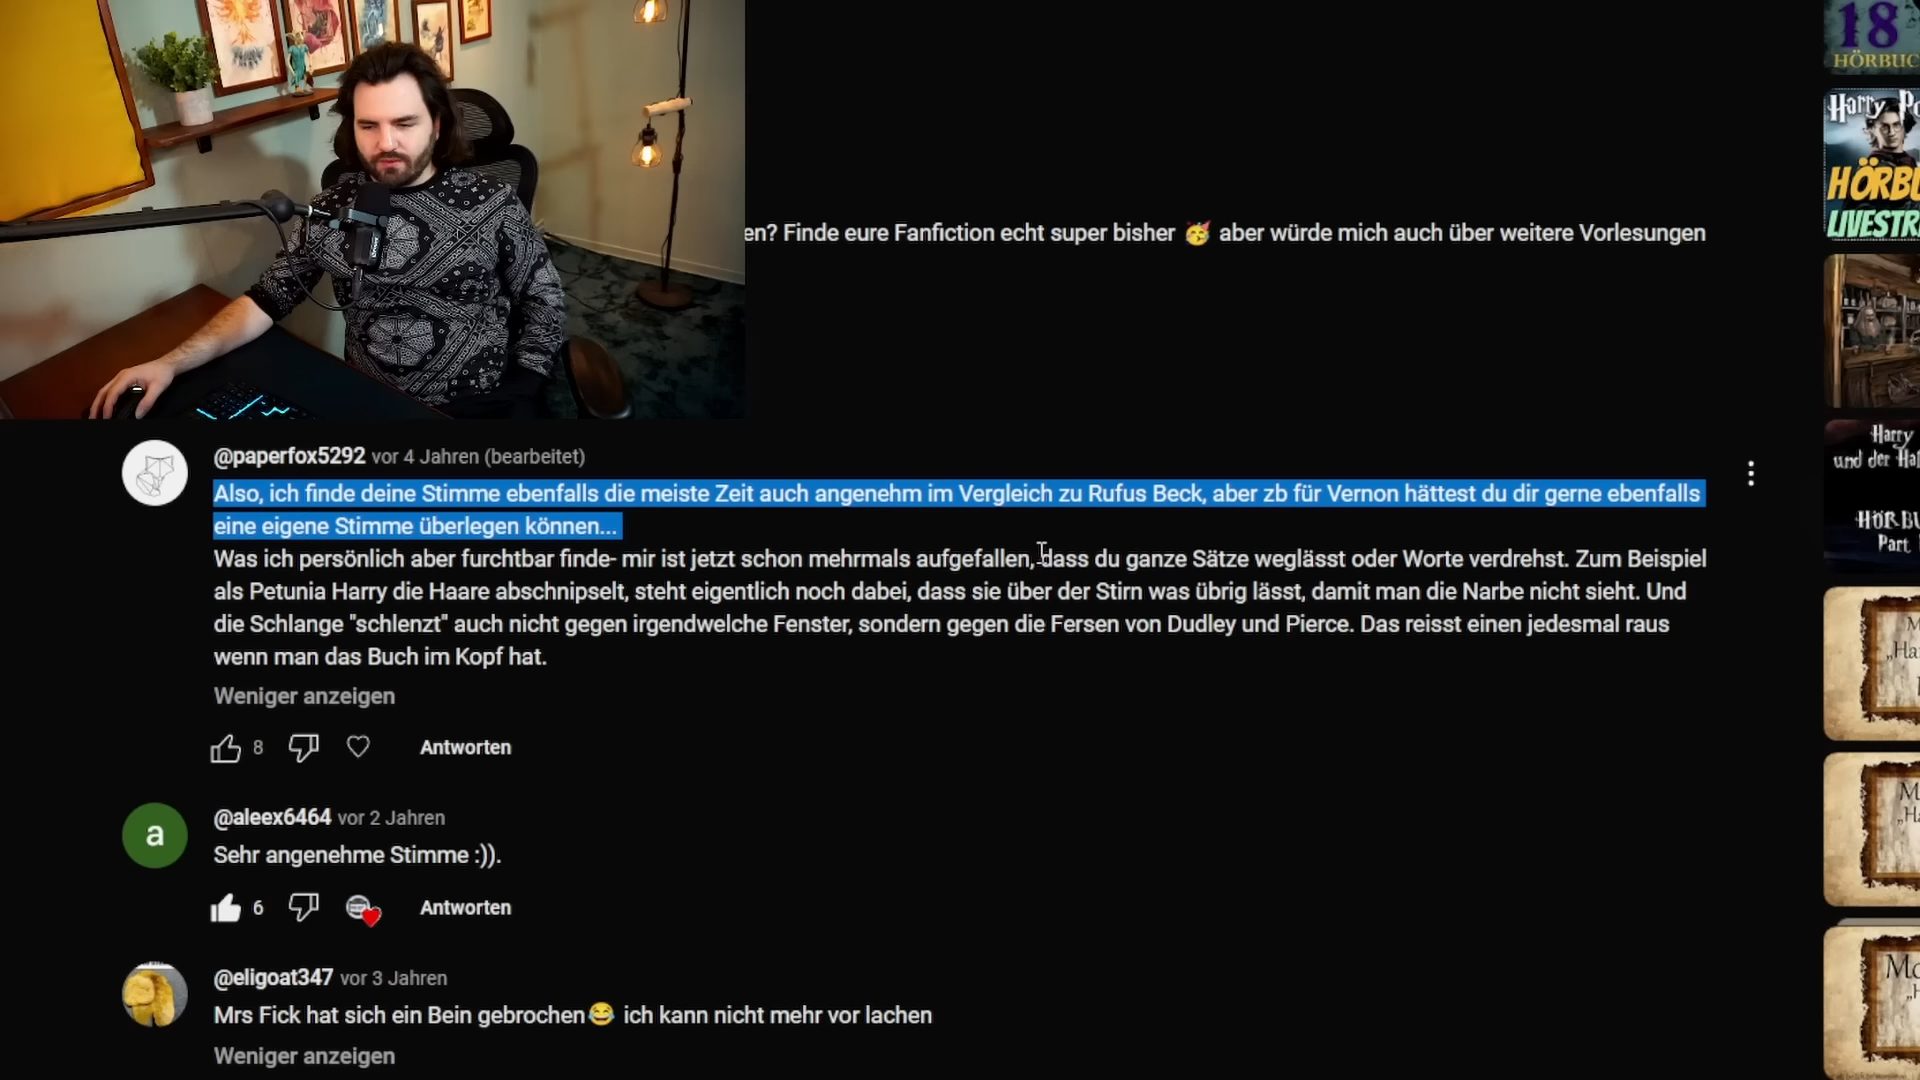 18
HÖRBUC
Harry Po
HÖRBU
LIVESTR
en? Finde eure Fanfiction echt super bisher 🥳 aber würde mich auch über weitere Vorlesungen
@paperfox5292 vor 4 Jahren (bearbeitet)
Also, ich finde deine Stimme ebenfalls die meiste Zeit auch angenehm im Vergleich zu Rufus Beck, aber zb für Vernon hättest du dir gerne ebenfalls
eine eigene Stimme überlegen können...
Was ich persönlich aber furchtbar finde- mir ist jetzt schon mehrmals aufgefallen, dass du ganze Sätze weglässt oder Worte verdrehst. Zum Beispiel
als Petunia Harry die Haare abschnipselt, steht eigentlich noch dabei, dass sie über der Stirn was übrig lässt, damit man die Narbe nicht sieht. Und
die Schlange "schlenzt" auch nicht gegen irgendwelche Fenster, sondern gegen die Fersen von Dudley und Pierce. Das reisst einen jedesmal raus
wenn man das Buch im Kopf hat.
Weniger anzeigen
8 Antworten
a
@aleex6464 vor 2 Jahren
Sehr angenehme Stimme :)).
6 Antworten
@eligoat347 vor 3 Jahren
Mrs Fick hat sich ein Bein gebrochen😂 ich kann nicht mehr vor lachen
Weniger anzeigen
Harry
und der Hal
HÖRBU
Part
M
„Ha
M
„H
Mo
„H